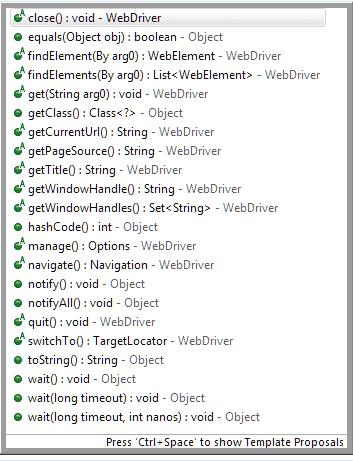 close() : void - WebDriver
equals(Object obj) : boolean - Object
findElement(By arg0) : WebElement - WebDriver
findElements(By arg0) : List<WebElement> - WebDriver
get(String arg0) : void - WebDriver
getClass() : Class<?> - Object
getCurrentUrl() : String - WebDriver
getPageSource() : String - WebDriver
getTitle() : String - WebDriver
getWindowHandle() : String - WebDriver
getWindowHandles() : Set<String> - WebDriver
hashCode() : int - Object
manage() : Options - WebDriver
navigate() : Navigation - WebDriver
notify() : void - Object
notifyAll() : void - Object
quit() : void - WebDriver
switchTo() : TargetLocator - WebDriver
toString() : String - Object
wait() : void - Object
wait(long timeout) : void - Object
wait(long timeout, int nanos) : void - Object
Press 'Ctrl+Space' to show Template Proposals